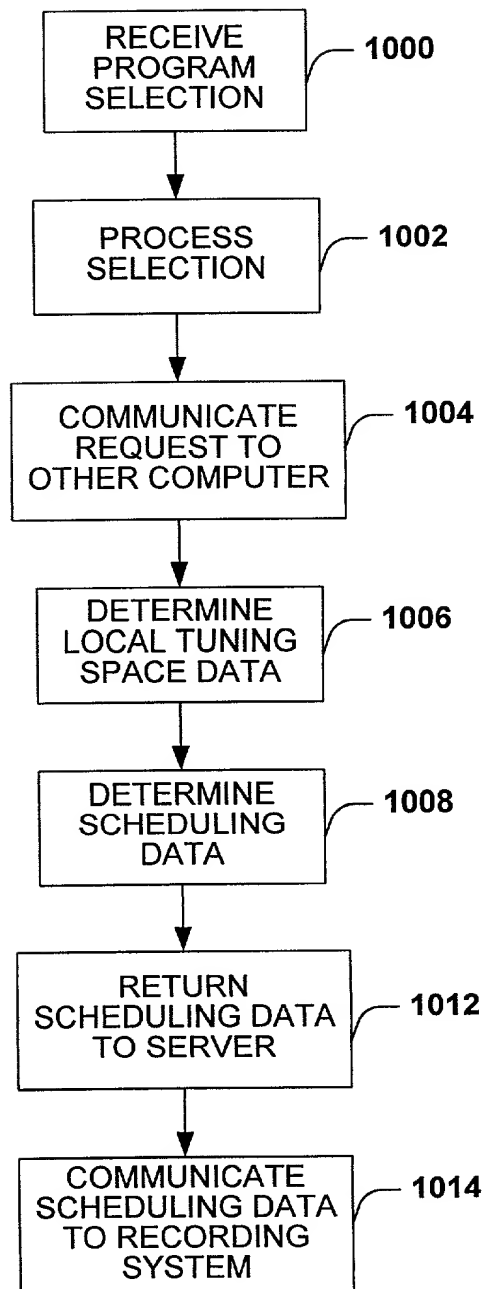 RECEIVE
PROGRAM
SELECTION
1000
PROCESS
SELECTION
1002
COMMUNICATE
REQUEST TO
OTHER COMPUTER
1004
DETERMINE
LOCAL TUNING
SPACE DATA
1006
DETERMINE
SCHEDULING
DATA
1008
RETURN
SCHEDULING DATA
TO SERVER
1012
COMMUNICATE
SCHEDULING DATA
TO RECORDING
SYSTEM
1014